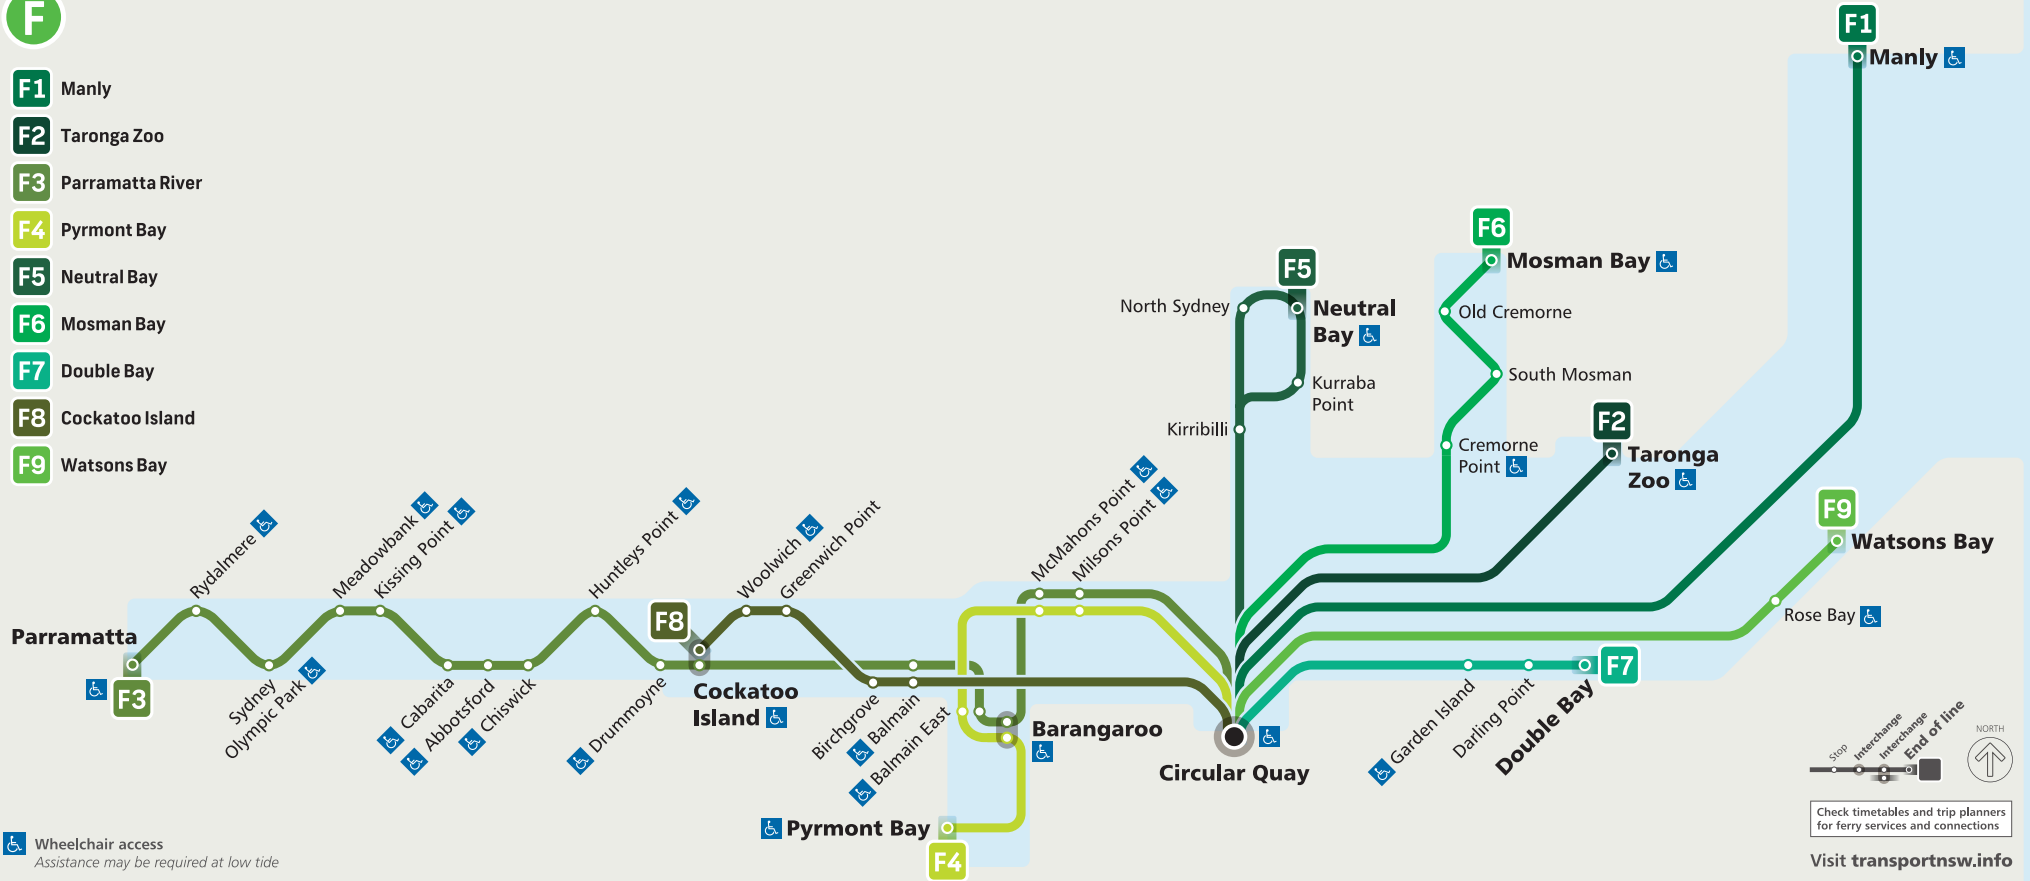 F
F1 Manly
F2 Taronga Zoo
F3 Parramatta River
F4 Pyrmont Bay
F5 Neutral Bay
F6 Mosman Bay
F7 Double Bay
F8 Cockatoo Island
F9 Watsons Bay
F1
Manly
F6
Mosman Bay
Old Cremorne
South Mosman
Cremorne
Point
F5
North Sydney
Neutral
Bay
Kurraba
Point
Kirribilli
F2
Taronga
Zoo
F9
Watsons Bay
Rose Bay
Parramatta
F3
Rydalmere
Sydney
Olympic Park
Meadowbank
Kissing Point
Cabarita
Abbotsford
Chiswick
Huntleys Point
Drummoyne
F8
Cockatoo
Island
Woolwich
Greenwich Point
Birchgrove
Balmain
Balmain East
McMahons Point
Milsons Point
Barangaroo
Pyrmont Bay
F4
Circular Quay
Garden Island
Darling Point
Double Bay
F7
Stop
Interchange
Interchange
End of line
NORTH
Check timetables and trip planners
for ferry services and connections
Visit transportnsw.info
Wheelchair access
Assistance may be required at low tide